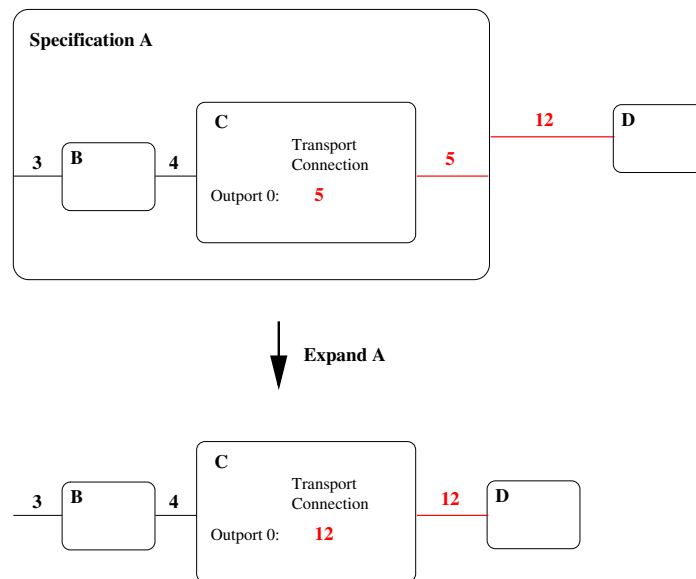 Specification A
C
12
D
Transport
Connection
3
B
4
5
Outport 0: 5
Expand A
C
3
B
4
Transport
Connection
12
D
Outport 0: 12